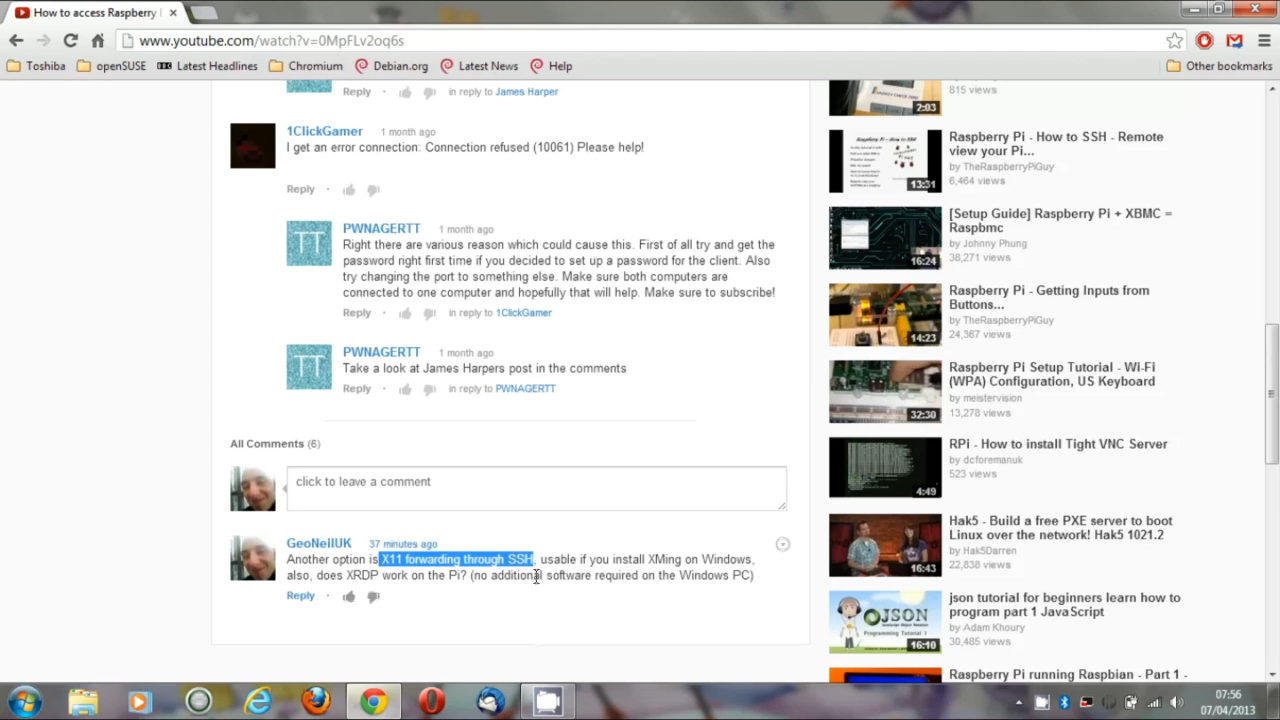 How to access Raspberry
www.youtube.com/watch?v=0MpFLv2oq6s
Toshiba
openSUSE
Latest Headlines
Chromium
Debian.org
Latest News
Help
Other bookmarks
Reply · in reply to James Harper
1ClickGamer 1 month ago
I get an error connection: Connection refused (10061) Please help!
Reply ·
PWNAGERTT 1 month ago
Right there are various reason which could cause this. First of all try and get the
password right first time if you decided to set up a password for the client. Also
try changing the port to something else. Make sure both computers are
connected to one computer and hopefully that will help. Make sure to subscribe!
Reply · in reply to 1ClickGamer
TT
PWNAGERTT 1 month ago
Take a look at James Harpers post in the comments
Reply · in reply to PWNAGERTT
TT
All Comments (6)
click to leave a comment
GeoNeilUK 37 minutes ago
Another option is X11 forwarding through SSH, usable if you install XMing on Windows,
also, does XRDP work on the Pi? (no additional software required on the Windows PC)
Reply ·
2:03
815 views
13:31
Raspberry Pi - How to SSH - Remote
view your Pi...
by TheRaspberryPiGuy
6,464 views
16:24
[Setup Guide] Raspberry Pi + XBMC =
Raspbmc
by Johnny Phung
38,271 views
14:23
Raspberry Pi - Getting Inputs from
Buttons...
by TheRaspberryPiGuy
24,367 views
32:30
Raspberry Pi Setup Tutorial - Wi-Fi
(WPA) Configuration, US Keyboard
by meistervision
13,278 views
4:49
RPi - How to install Tight VNC Server
by dcforemanuk
523 views
16:43
Hak5 - Build a free PXE server to boot
Linux over the network! Hak5 1021.2
by Hak5Darren
22,838 views
JSON
Programming Tutorial 1
16:10
json tutorial for beginners learn how to
program part 1 JavaScript
by Adam Khoury
30,485 views
Raspberry Pi running Raspbian - Part 1 -
07:56
07/04/2013